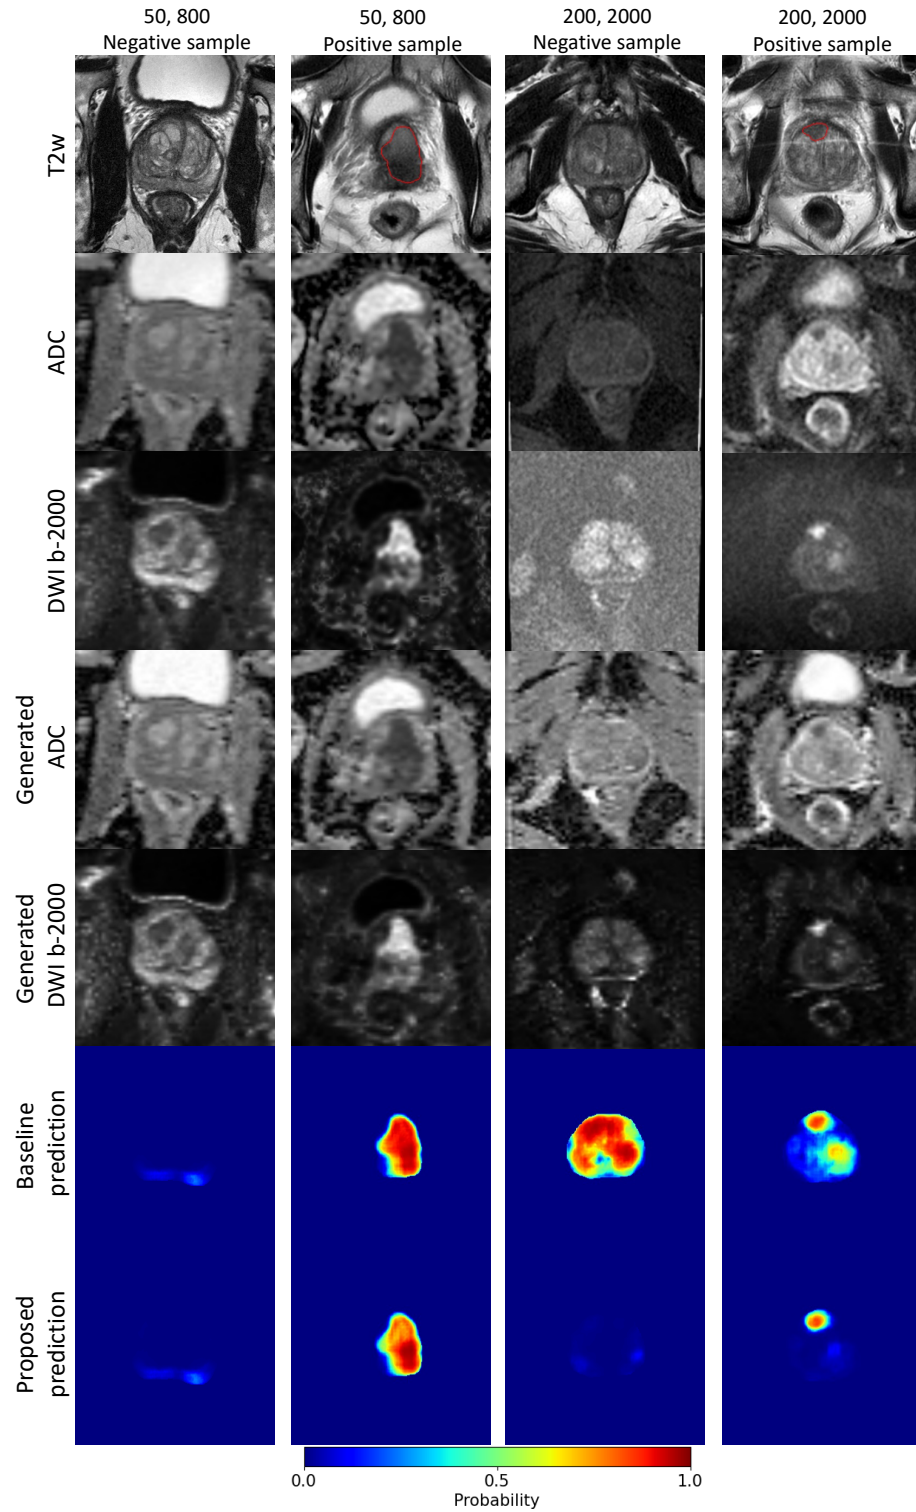 50, 800
Negative sample
50, 800
Positive sample
200, 2000
Negative sample
200, 2000
Positive sample
T2w
ADC
DWI b-2000
Generated
ADC
Generated
DWI b-2000
Baseline
prediction
Proposed
prediction
0.0
0.5
1.0
Probability